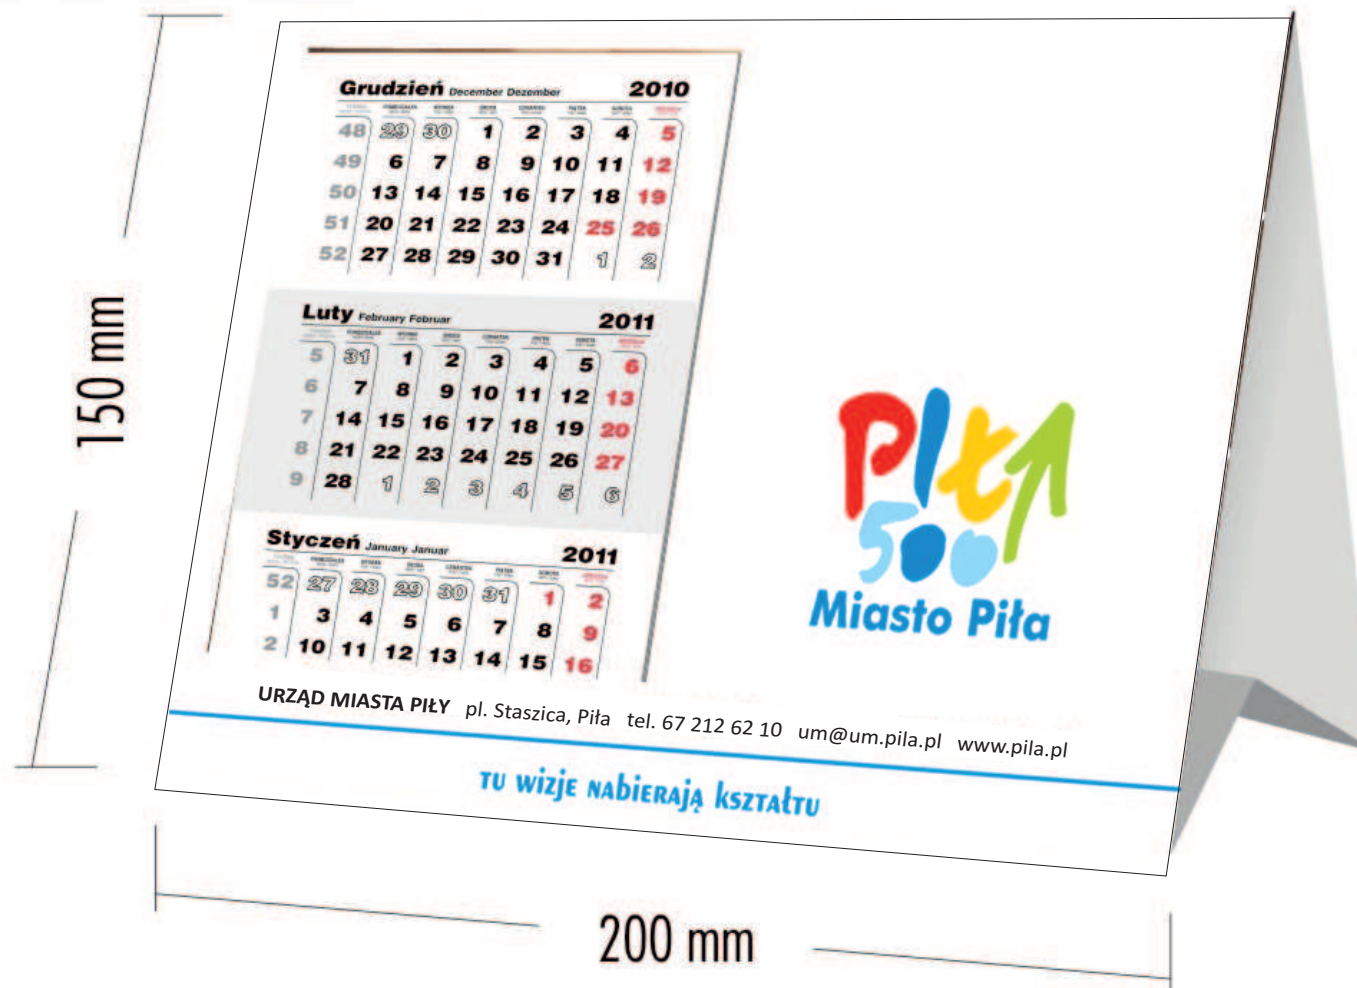 Grudzień December Dezember 2010
48 29 30 1 2 3 4 5
49 6 7 8 9 10 11 12
50 13 14 15 16 17 18 19
51 20 21 22 23 24 25 26
52 27 28 29 30 31 1 2
Luty February Februar 2011
5 31 1 2 3 4 5 6
6 7 8 9 10 11 12 13
7 14 15 16 17 18 19 20
8 21 22 23 24 25 26 27
9 28 1 2 3 4 5 6
Styczeń January Januar 2011
52 27 28 29 30 31 1 2
1 3 4 5 6 7 8 9
2 10 11 12 13 14 15 16
PIŁA
500
Miasto Piła
URZĄD MIASTA PIŁY pl. Staszica, Piła tel. 67 212 62 10 um@um.pila.pl www.pila.pl
TU wizje NABIERAJĄ KSZTAŁTU
150 mm
200 mm